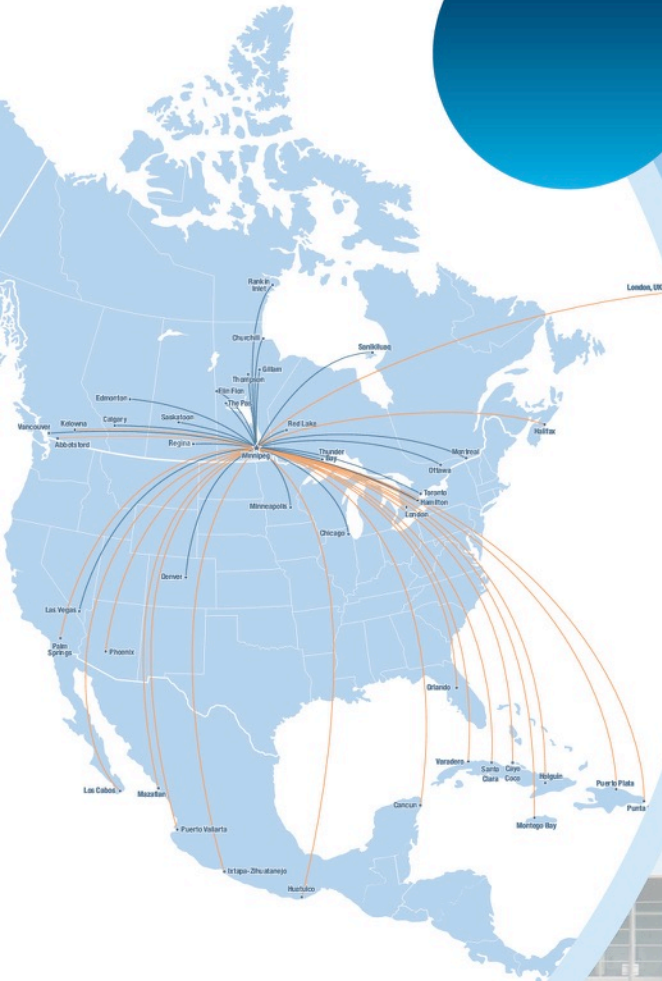 London, UK
Rankin
Inlet
Churchill
Sanikiluaq
Gillam
Thompson
Flin Flon
The Pas
Edmonton
Saskatoon
Calgary
Kelowna
Vancouver
Red Lake
Halifax
Abbotsford
Regina
Winnipeg
Thunder
Bay
Montreal
Ottawa
Toronto
Hamilton
London
Minneapolis
Chicago
Denver
Las Vegas
Palm
Springs
Phoenix
Orlando
Varadero
Santa
Clara
Cayo
Coco
Holguin
Puerto Plata
Los Cabos
Mazatlan
Cancun
Punta
Montego Bay
Puerto Vallarta
Ixtapa-Zihuatanejo
Huatulco